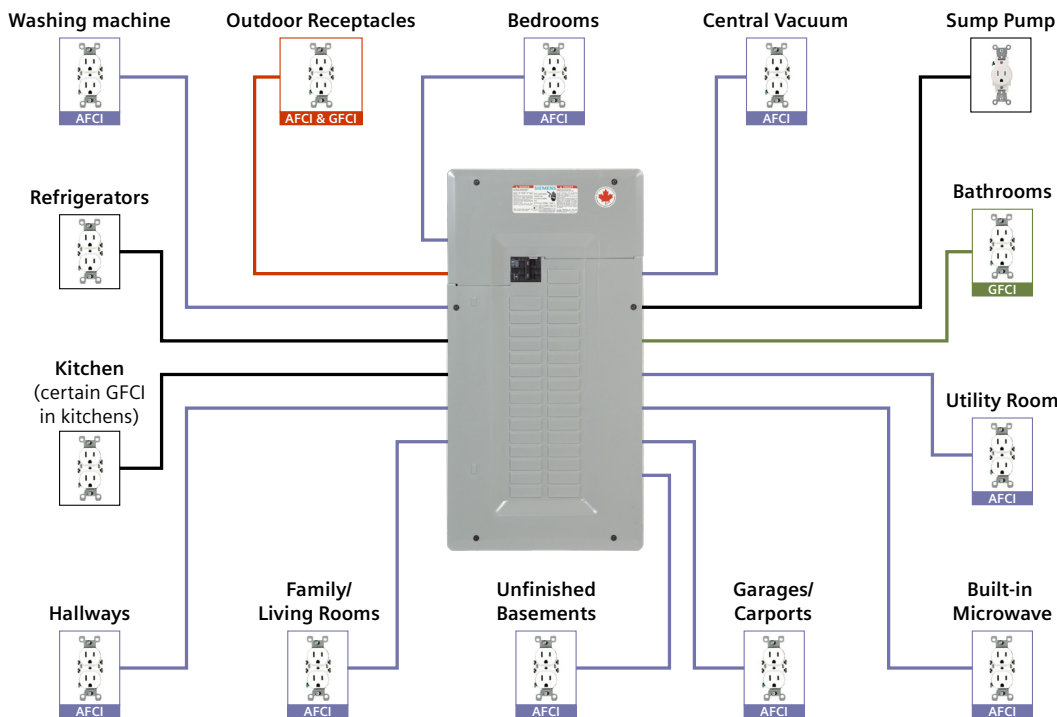 Washing machine
AFCI
Outdoor Receptacles
AFCI & GFCI
Bedrooms
AFCI
Central Vacuum
AFCI
Sump Pump
Refrigerators
SIEMENS
Bathrooms
GFCI
Kitchen
(certain GFCI
in kitchens)
Utility Room
AFCI
Hallways
AFCI
Family/
Living Rooms
AFCI
Unfinished
Basements
AFCI
Garages/
Carports
AFCI
Built-in
Microwave
AFCI